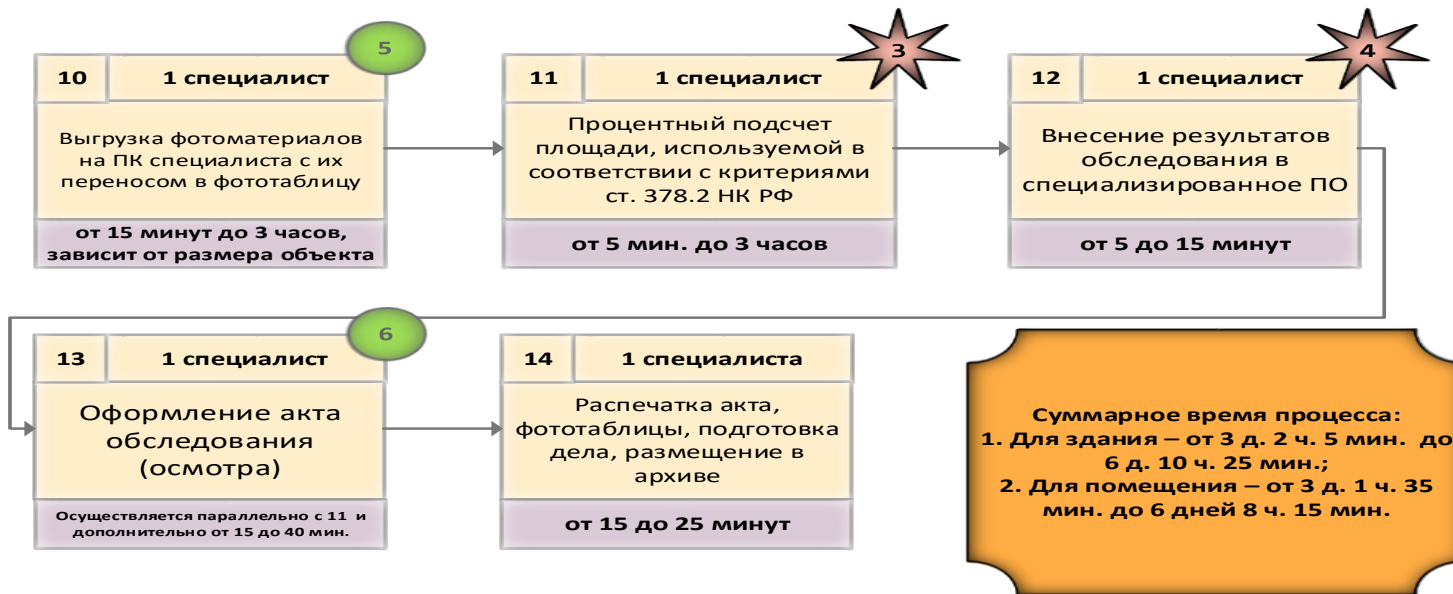 5
10
1 специалист
Выгрузка фотоматериалов
на ПК специалиста с их
переносом в фототаблицу
от 15 минут до 3 часов,
зависит от размера объекта
3
11
1 специалист
Процентный подсчет
площади, используемой в
соответствии с критериями
ст. 378.2 НК РФ
от 5 мин. до 3 часов
4
12
1 специалист
Внесение результатов
обследования в
специализированное ПО
от 5 до 15 минут
6
13
1 специалист
Оформление акта
обследования
(осмотра)
Осуществляется параллельно с 11 и
дополнительно от 15 до 40 мин.
14
1 специалиста
Распечатка акта,
фототаблицы, подготовка
дела, размещение в
архиве
от 15 до 25 минут
Суммарное время процесса:
1. Для здания – от 3 д. 2 ч. 5 мин. до
6 д. 10 ч. 25 мин.;
2. Для помещения – от 3 д. 1 ч. 35
мин. до 6 дней 8 ч. 15 мин.